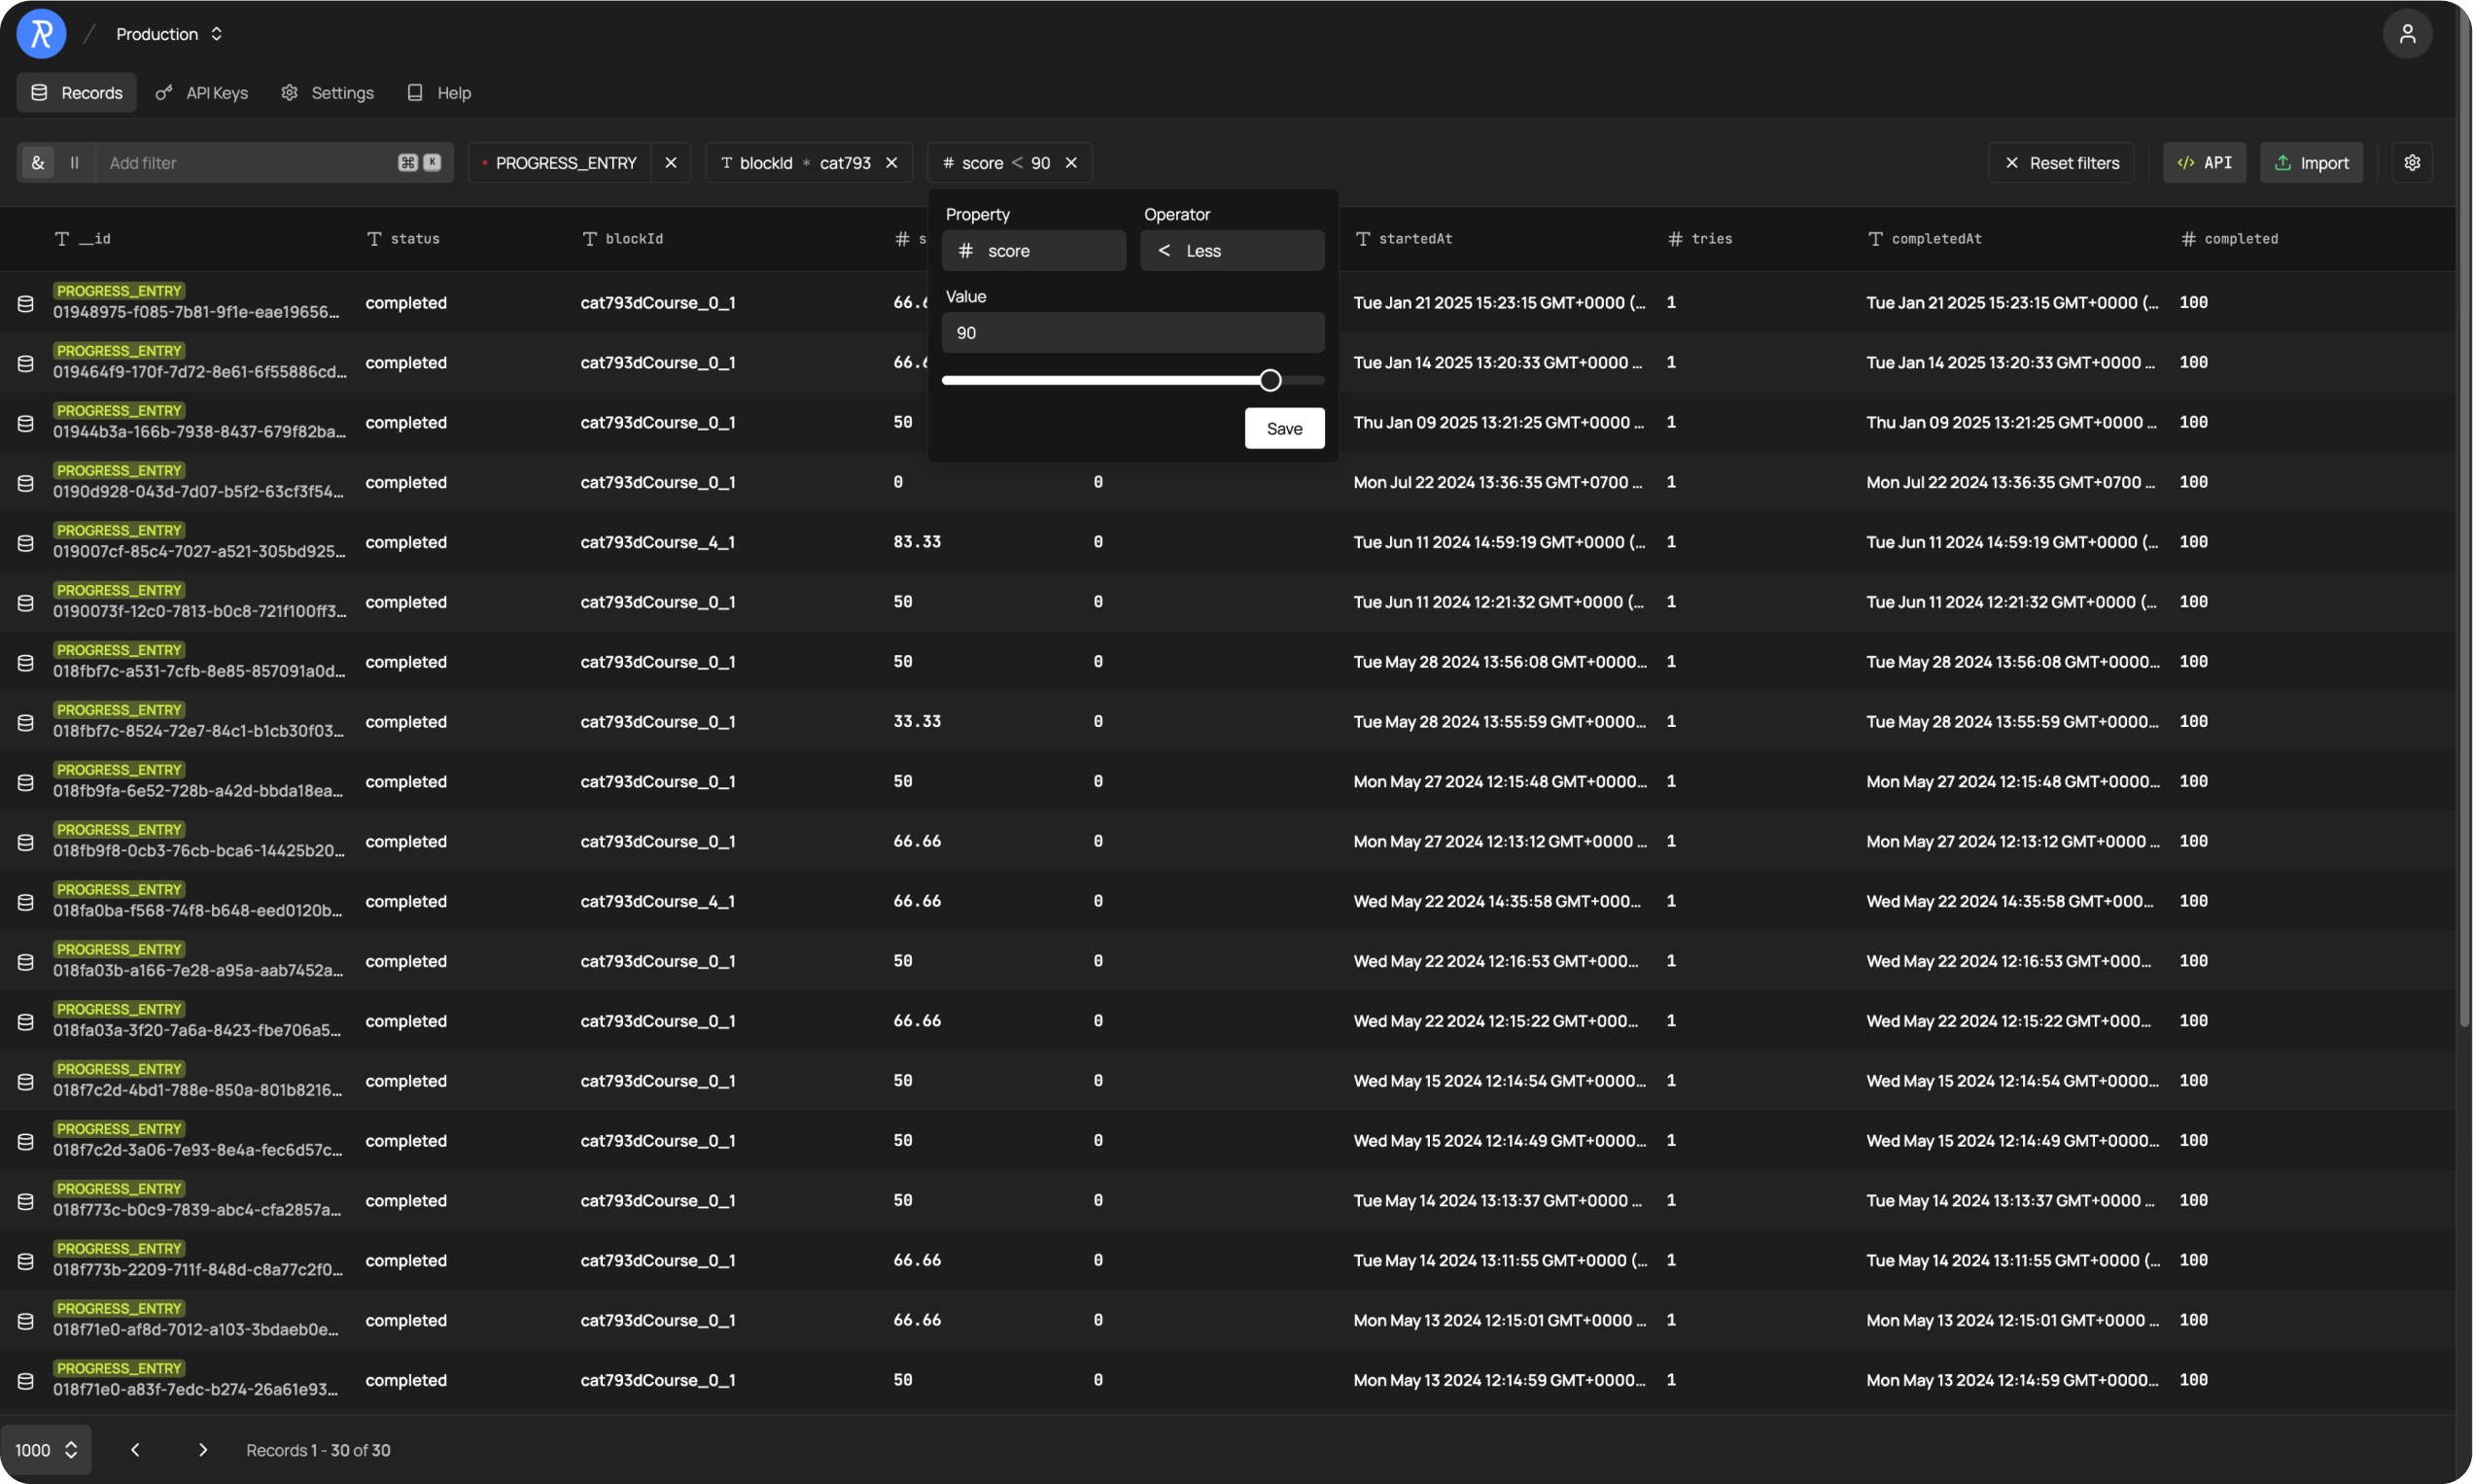 Production
Records API Keys Settings Help
& || Add filter ⌘ K PROGRESS_ENTRY blockId * cat793 # score < 90 Reset filters </> API Import
Property Operator
# score < Less
Value
90
Save
__id status blockId # s startedAt # tries completedAt # completed
PROGRESS_ENTRY
01948975-f085-7b81-9f1e-eae19656... completed cat793dCourse_0_1 66.6 Tue Jan 21 2025 15:23:15 GMT+0000 (... 1 Tue Jan 21 2025 15:23:15 GMT+0000 (... 100
PROGRESS_ENTRY
019464f9-170f-7d72-8e61-6f55886cd... completed cat793dCourse_0_1 66.6 Tue Jan 14 2025 13:20:33 GMT+0000 ... 1 Tue Jan 14 2025 13:20:33 GMT+0000 ... 100
PROGRESS_ENTRY
01944b3a-166b-7938-8437-679f82ba... completed cat793dCourse_0_1 50 Thu Jan 09 2025 13:21:25 GMT+0000 ... 1 Thu Jan 09 2025 13:21:25 GMT+0000 ... 100
PROGRESS_ENTRY
0190d928-043d-7d07-b5f2-63cf3f54... completed cat793dCourse_0_1 0 0 Mon Jul 22 2024 13:36:35 GMT+0700 ... 1 Mon Jul 22 2024 13:36:35 GMT+0700 ... 100
PROGRESS_ENTRY
019007cf-85c4-7027-a521-305bd925... completed cat793dCourse_4_1 83.33 0 Tue Jun 11 2024 14:59:19 GMT+0000 (... 1 Tue Jun 11 2024 14:59:19 GMT+0000 (... 100
PROGRESS_ENTRY
0190073f-12c0-7813-b0c8-721f100ff3... completed cat793dCourse_0_1 50 0 Tue Jun 11 2024 12:21:32 GMT+0000 (... 1 Tue Jun 11 2024 12:21:32 GMT+0000 (... 100
PROGRESS_ENTRY
018fbf7c-a531-7cfb-8e85-857091a0d... completed cat793dCourse_0_1 50 0 Tue May 28 2024 13:56:08 GMT+0000... 1 Tue May 28 2024 13:56:08 GMT+0000... 100
PROGRESS_ENTRY
018fbf7c-8524-72e7-84c1-b1cb30f03... completed cat793dCourse_0_1 33.33 0 Tue May 28 2024 13:55:59 GMT+0000... 1 Tue May 28 2024 13:55:59 GMT+0000... 100
PROGRESS_ENTRY
018fb9fa-6e52-728b-a42d-bbda18ea... completed cat793dCourse_0_1 50 0 Mon May 27 2024 12:15:48 GMT+0000... 1 Mon May 27 2024 12:15:48 GMT+0000... 100
PROGRESS_ENTRY
018fb9f8-0cb3-76cb-bca6-14425b20... completed cat793dCourse_0_1 66.66 0 Mon May 27 2024 12:13:12 GMT+0000 ... 1 Mon May 27 2024 12:13:12 GMT+0000 ... 100
PROGRESS_ENTRY
018fa0ba-f568-74f8-b648-eed0120b... completed cat793dCourse_4_1 66.66 0 Wed May 22 2024 14:35:58 GMT+000... 1 Wed May 22 2024 14:35:58 GMT+000... 100
PROGRESS_ENTRY
018fa03b-a166-7e28-a95a-aab7452a... completed cat793dCourse_0_1 50 0 Wed May 22 2024 12:16:53 GMT+000... 1 Wed May 22 2024 12:16:53 GMT+000... 100
PROGRESS_ENTRY
018fa03a-3f20-7a6a-8423-fbe706a5... completed cat793dCourse_0_1 66.66 0 Wed May 22 2024 12:15:22 GMT+000... 1 Wed May 22 2024 12:15:22 GMT+000... 100
PROGRESS_ENTRY
018f7c2d-4bd1-788e-850a-801b8216... completed cat793dCourse_0_1 50 0 Wed May 15 2024 12:14:54 GMT+0000... 1 Wed May 15 2024 12:14:54 GMT+0000... 100
PROGRESS_ENTRY
018f7c2d-3a06-7e93-8e4a-fec6d57c... completed cat793dCourse_0_1 50 0 Wed May 15 2024 12:14:49 GMT+0000... 1 Wed May 15 2024 12:14:49 GMT+0000... 100
PROGRESS_ENTRY
018f773c-b0c9-7839-abc4-cfa2857a... completed cat793dCourse_0_1 50 0 Tue May 14 2024 13:13:37 GMT+0000 ... 1 Tue May 14 2024 13:13:37 GMT+0000 ... 100
PROGRESS_ENTRY
018f773b-2209-711f-848d-c8a77c2f0... completed cat793dCourse_0_1 66.66 0 Tue May 14 2024 13:11:55 GMT+0000 (... 1 Tue May 14 2024 13:11:55 GMT+0000 (... 100
PROGRESS_ENTRY
018f71e0-af8d-7012-a103-3bdaeb0e... completed cat793dCourse_0_1 66.66 0 Mon May 13 2024 12:15:01 GMT+0000 ... 1 Mon May 13 2024 12:15:01 GMT+0000 ... 100
PROGRESS_ENTRY
018f71e0-a83f-7edc-b274-26a61e93... completed cat793dCourse_0_1 50 0 Mon May 13 2024 12:14:59 GMT+0000... 1 Mon May 13 2024 12:14:59 GMT+0000... 100
1000 Records 1 - 30 of 30